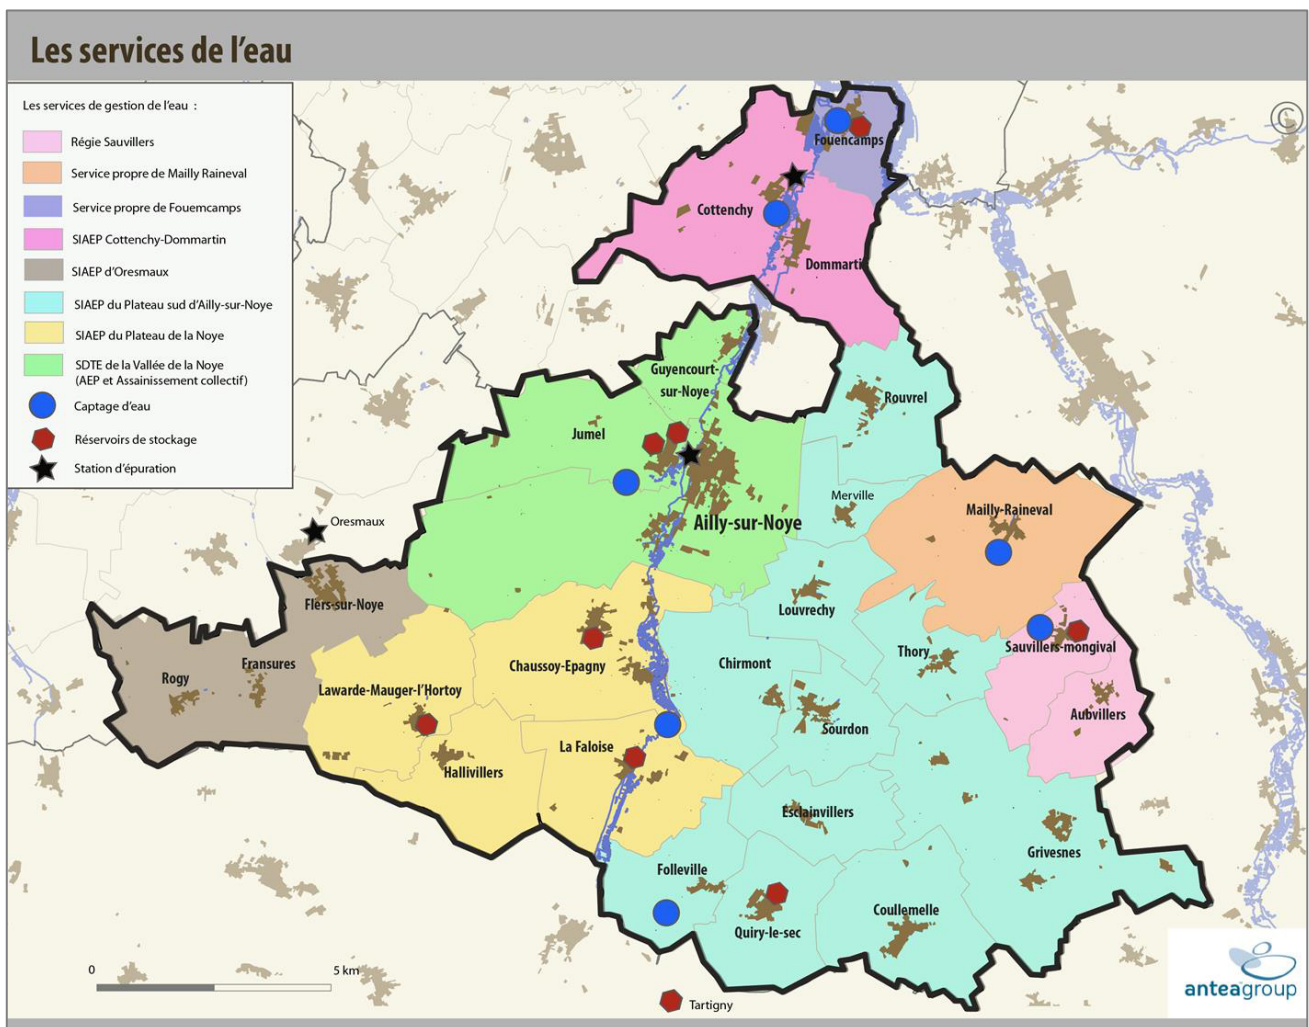 Les services de l'eau
Les services de gestion de l'eau :
Régie Sauvillers
Service propre de Mailly Raineval
Service propre de Fouemcamps
SIAEP Cottenchy-Dommartin
SIAEP d'Oresmaux
SIAEP du Plateau sud d'Ailly-sur-Noye
SIAEP du Plateau de la Noye
SDTE de la Vallée de la Noye
(AEP et Assainissement collectif)
Captage d'eau
Réservoirs de stockage
Station d'épuration
©
Fouencamps
Cottenchy
Dommarti
Guyencourt-
sur-Noye
Rouvrel
Jumel
Merville
Mailly-Raineval
Ailly-sur-Noye
Oresmaux
Flers-sur-Noye
Louvrechy
Thory
Sauvillers-mongival
Rogy
Fransures
Chaussoy-Epagny
Chirmont
Lawarde-Mauger-l'Hortoy
Aubvillers
Sourdon
La Faloise
Hallivillers
Esclainvillers
Grivesnes
Folleville
Coullemelle
Quiry-le-sec
0
5 km
Tartigny
anteagroup